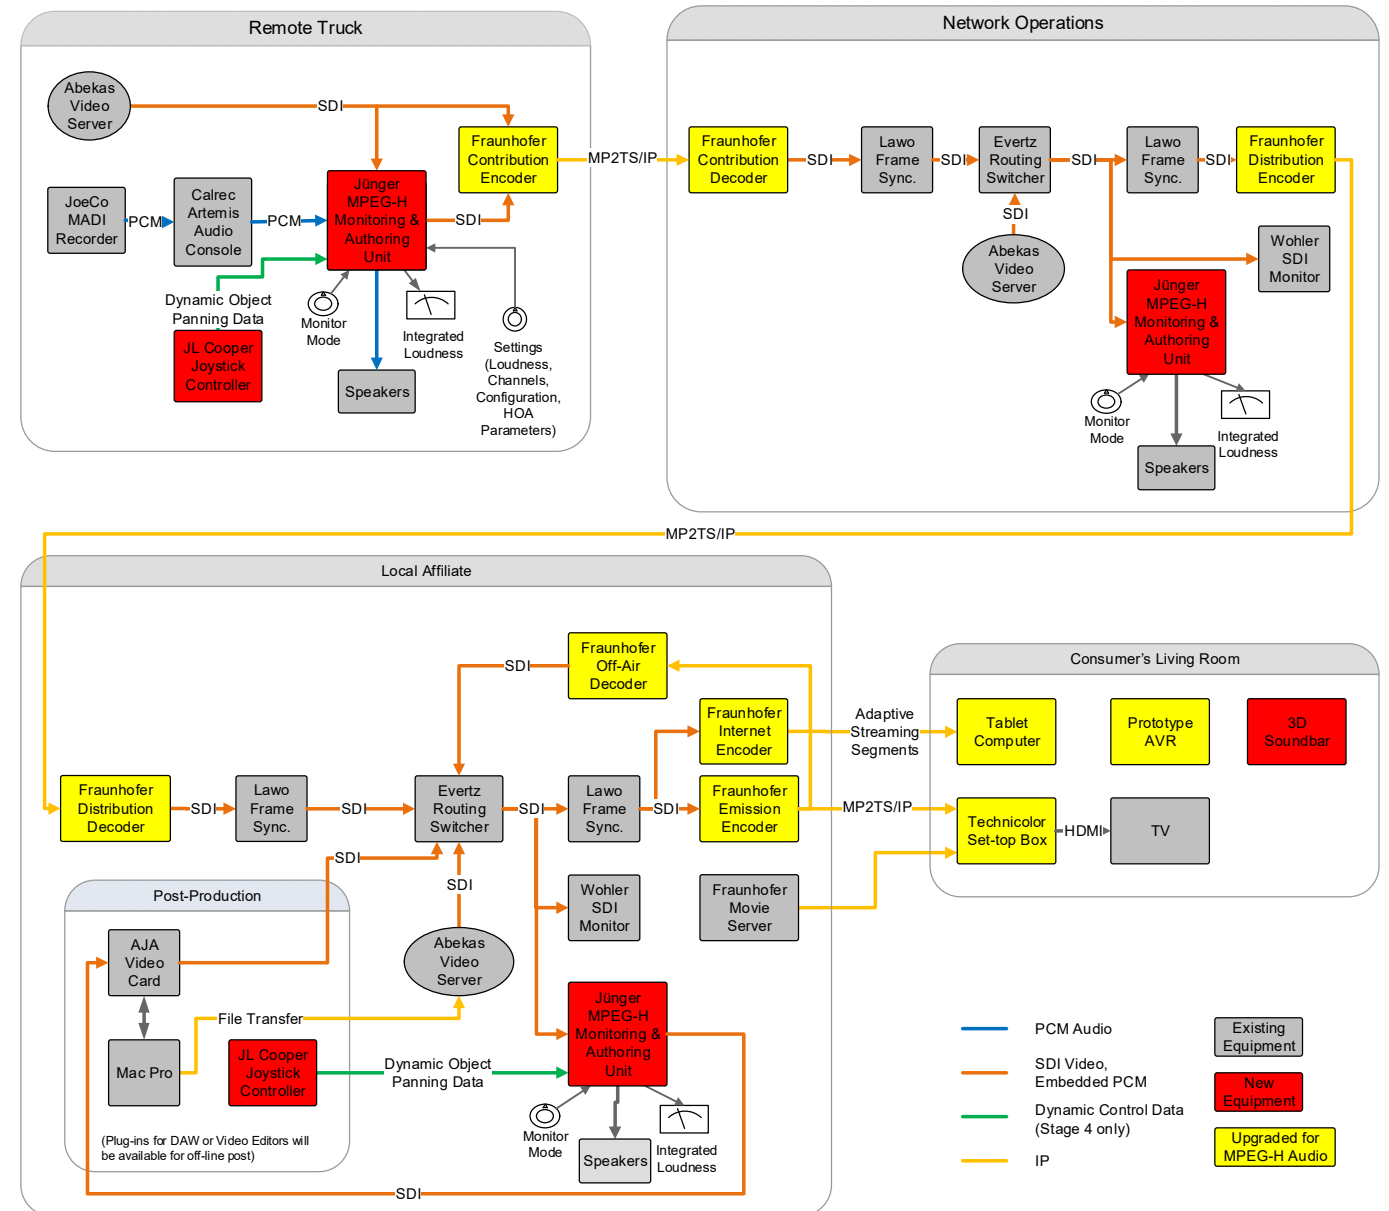 Remote Truck
Abekas
Video
Server
SDI
Fraunhofer
Contribution
Encoder
MP2TS/IP
JoeCo
MADI
Recorder
PCM
Calrec
Artemis
Audio
Console
PCM
Jünger
MPEG-H
Monitoring &
Authoring
Unit
SDI
Dynamic Object
Panning Data
JL Cooper
Joystick
Controller
Monitor
Mode
Integrated
Loudness
Speakers
Settings
(Loudness,
Channels,
Configuration,
HOA
Parameters)
Network Operations
Fraunhofer
Contribution
Decoder
SDI
Lawo
Frame
Sync.
SDI
Evertz
Routing
Switcher
SDI
Lawo
Frame
Sync.
SDI
Fraunhofer
Distribution
Encoder
SDI
Abekas
Video
Server
Wohler
SDI
Monitor
Jünger
MPEG-H
Monitoring &
Authoring
Unit
Monitor
Mode
Integrated
Loudness
Speakers
MP2TS/IP
Local Affiliate
Fraunhofer
Off-Air
Decoder
SDI
Fraunhofer
Internet
Encoder
Adaptive
Streaming
Segments
Fraunhofer
Distribution
Decoder
SDI
Lawo
Frame
Sync.
SDI
Evertz
Routing
Switcher
SDI
Lawo
Frame
Sync.
SDI
Fraunhofer
Emission
Encoder
MP2TS/IP
SDI
SDI
Wohler
SDI
Monitor
Fraunhofer
Movie
Server
Abekas
Video
Server
Post-Production
AJA
Video
Card
File Transfer
Mac Pro
JL Cooper
Joystick
Controller
Dynamic Object
Panning Data
Jünger
MPEG-H
Monitoring &
Authoring
Unit
Monitor
Mode
Integrated
Loudness
Speakers
(Plug-ins for DAW or Video Editors will
be available for off-line post)
SDI
Consumer's Living Room
Tablet
Computer
Prototype
AVR
3D
Soundbar
Technicolor
Set-top Box
HDMI
TV
PCM Audio
SDI Video,
Embedded PCM
Dynamic Control Data
(Stage 4 only)
IP
Existing
Equipment
New
Equipment
Upgraded for
MPEG-H Audio